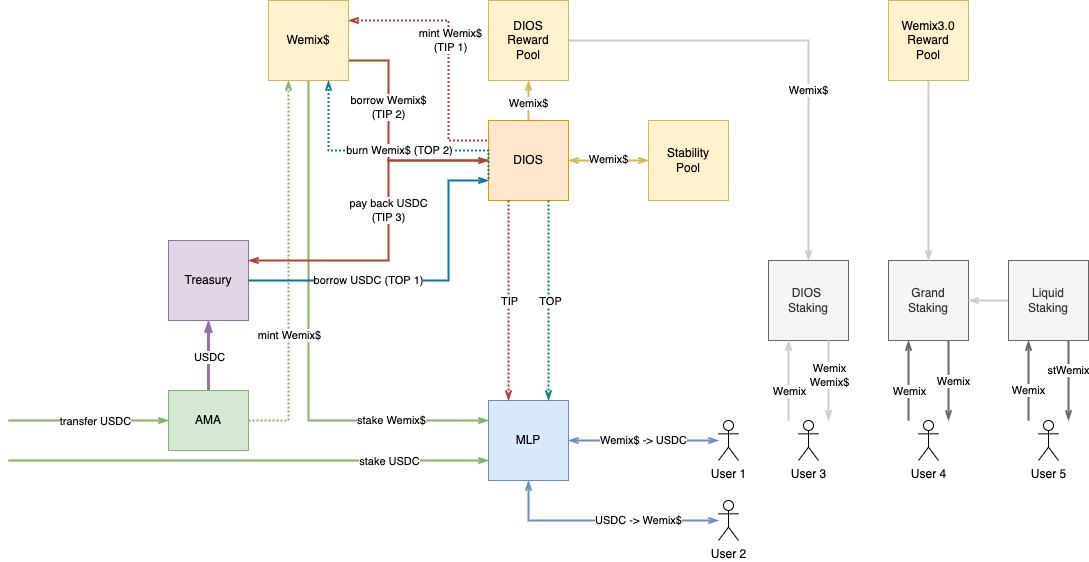 Wemix$
mint Wemix$
(TIP 1)
DIOS
Reward
Pool
Wemix3.0
Reward
Pool
borrow Wemix$
(TIP 2)
Wemix$
Wemix$
burn Wemix$ (TOP 2)
DIOS
Wemix$
Stability
Pool
pay back USDC
(TIP 3)
Treasury
borrow USDC (TOP 1)
TIP
TOP
DIOS
Staking
Grand
Staking
Liquid
Staking
mint Wemix$
USDC
Wemix
Wemix
Wemix$
Wemix
Wemix
Wemix
stWemix
transfer USDC
AMA
stake Wemix$
MLP
Wemix$ -> USDC
User 1
User 3
User 4
User 5
stake USDC
USDC -> Wemix$
User 2